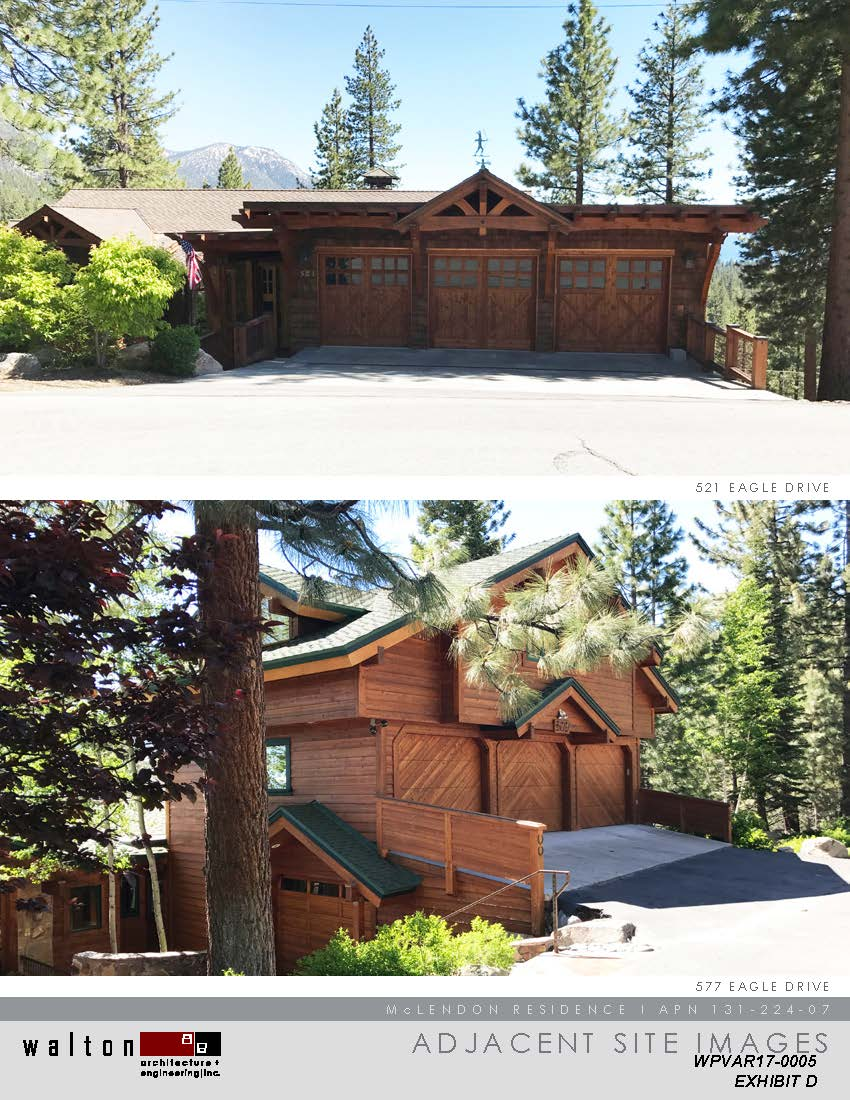 521
521 EAGLE DRIVE
577 EAGLE DRIVE
McLENDON RESIDENCE | APN 131-224-07
walton
architecture+
engineering|inc.
ADJACENT SITE IMAGES
WPVAR17-0005
EXHIBIT D